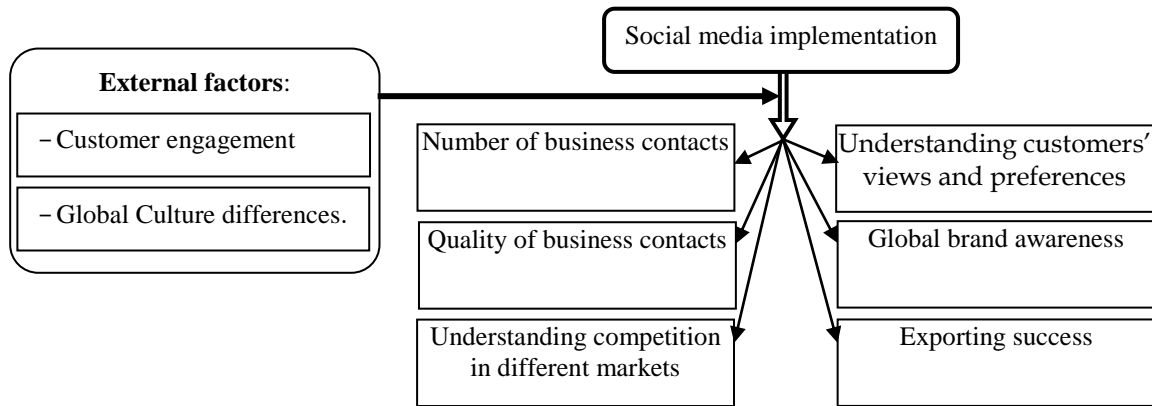 Social media implementation
External factors:
– Customer engagement
– Global Culture differences.
Number of business contacts
Understanding customers’
views and preferences
Quality of business contacts
Global brand awareness
Understanding competition
in different markets
Exporting success